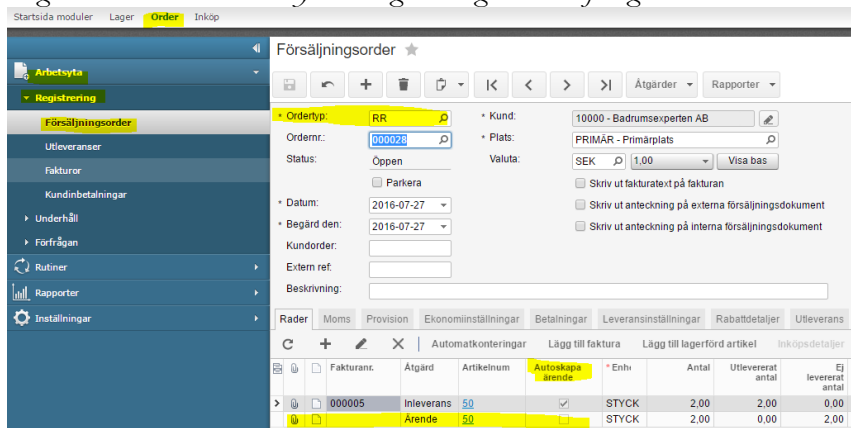 Startsida moduler Lager Order Inköp
Försäljningsorder
Arbetsyta
Registrering
Försäljningsorder
Utleveranser
Fakturor
Kundinbetalningar
Underhåll
Förfrågan
Rutiner
Rapporter
Inställningar
Åtgärder Rapporter
* Ordertyp: RR * Kund: 10000 - Badrumsexperten AB
Ordernr.: 000028 * Plats: PRIMÄR - Primärplats
Status: Öppen Valuta: SEK 1,00 Visa bas
Parkera Skriv ut fakturatext på fakturan
* Datum: 2016-07-27 Skriv ut anteckning på externa försäljningsdokument
* Begärd den: 2016-07-27 Skriv ut anteckning på interna försäljningsdokument
Kundorder:
Extern ref:
Beskrivning:
Rader Moms Provision Ekonomiinställningar Betalningar Leveransinställningar Rabattdetaljer Utleverans
Automatkonteringar Lägg till faktura Lägg till lagerförd artikel Inköpsdetaljer
Fakturanr. Åtgärd Artikelnum Autoskapa ärende * Enhe Antal Utlevererat antal Ej levererat antal
000005 Inleverans 50 STYCK 2,00 2,00 0,00
Ärende 50 STYCK 2,00 0,00 2,00